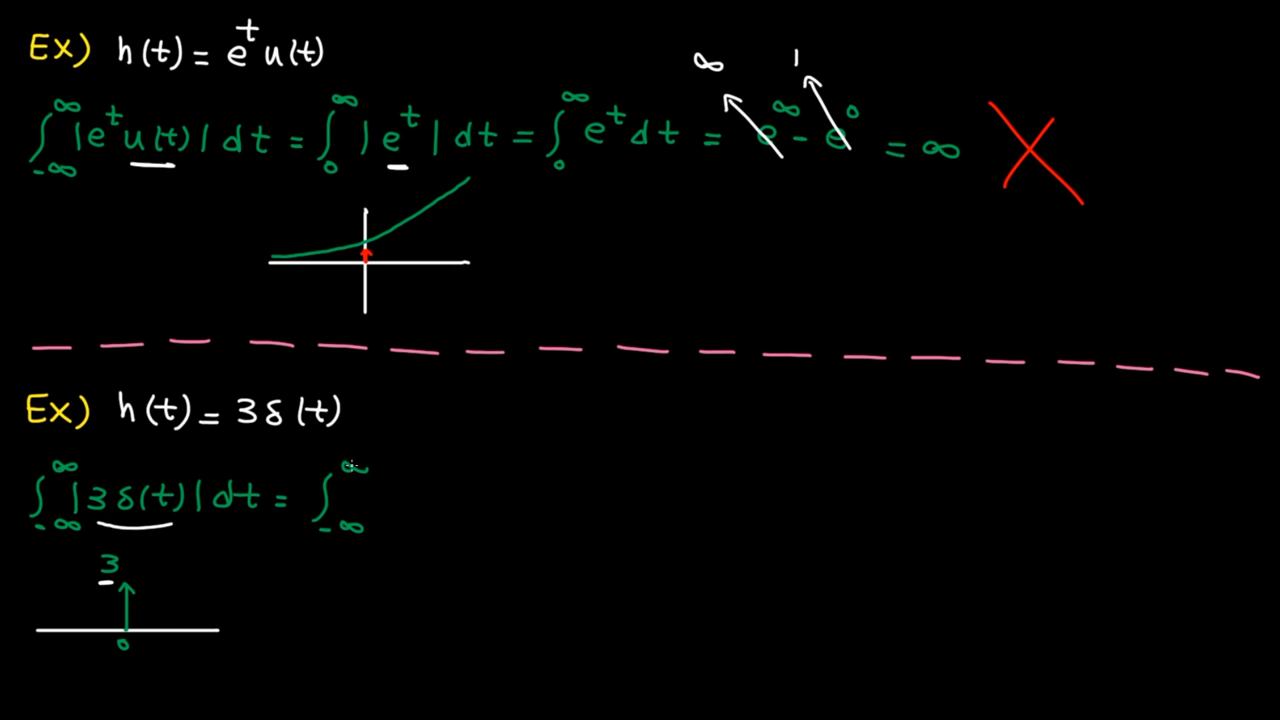 Ex) h(t) = e^t u(t)
∞ 1
∫_{-∞}^{∞} |e^t u(t)| dt = ∫_0^∞ |e^t| dt = ∫_0^∞ e^t dt = e^∞ - e^0 = ∞
Ex) h(t) = 3δ(t)
∫_{-∞}^{∞} |3δ(t)| dt = ∫_{-∞}^{∞}
3
0